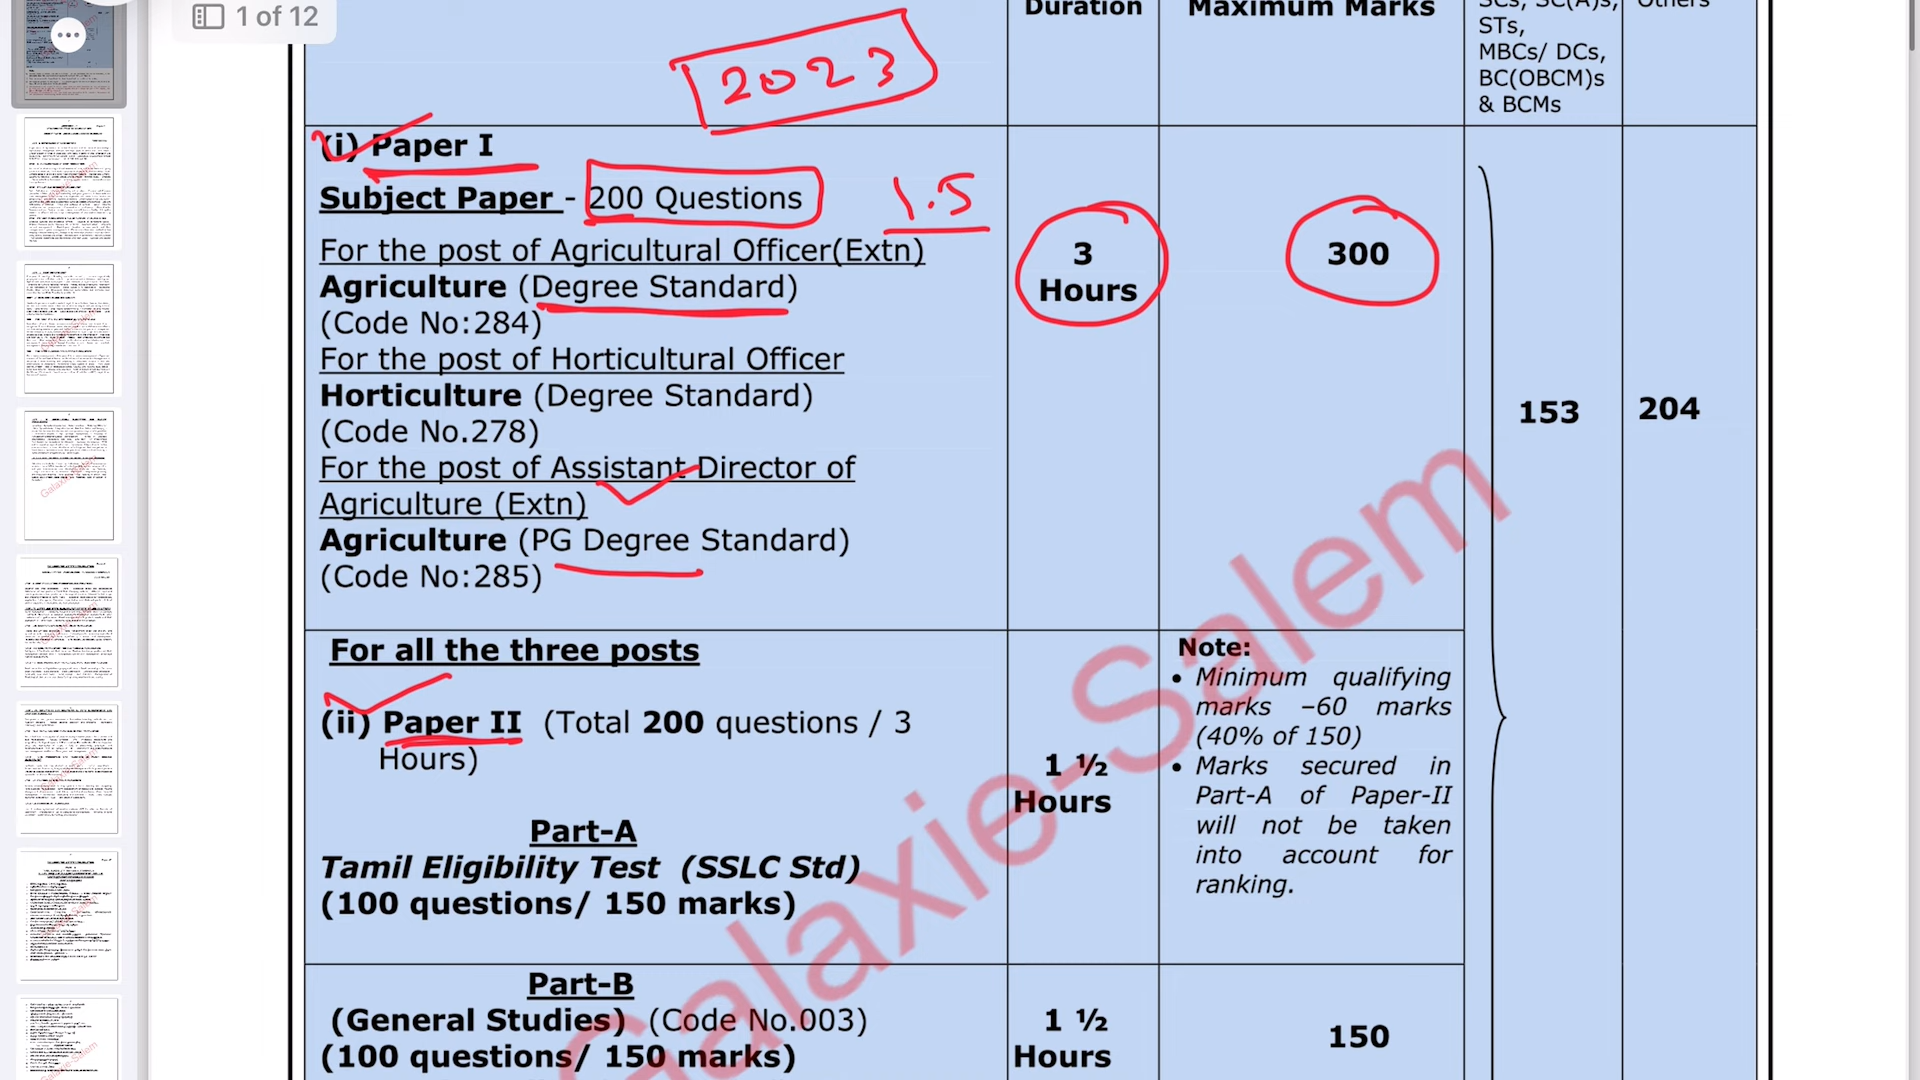 1 of 12
Duration
Maximum Marks
SCs, SC(A)s,
STs,
MBCs/ DCs,
BC(OBCM)s
& BCMs
Others
2023
(i) Paper I
Subject Paper - 200 Questions
1.5
For the post of Agricultural Officer(Extn)
Agriculture (Degree Standard)
(Code No:284)
For the post of Horticultural Officer
Horticulture (Degree Standard)
(Code No.278)
For the post of Assistant Director of
Agriculture (Extn)
Agriculture (PG Degree Standard)
(Code No:285)
3
Hours
300
153
204
For all the three posts
(ii) Paper II (Total 200 questions / 3
Hours)
Part-A
Tamil Eligibility Test (SSLC Std)
(100 questions/ 150 marks)
1 ½
Hours
Note:
• Minimum qualifying
marks –60 marks
(40% of 150)
• Marks secured in
Part-A of Paper-II
will not be taken
into account for
ranking.
Part-B
(General Studies) (Code No.003)
(100 questions/ 150 marks)
1 ½
Hours
150
Galaxie-Salem